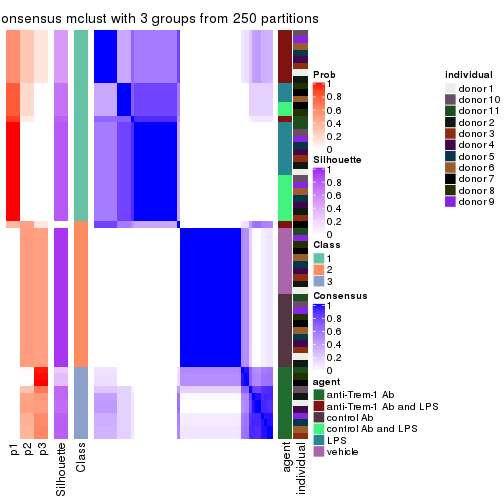 onsensus mclust with 3 groups from 250 partitions
Prob
1
0.8
0.6
0.4
0.2
0
Silhouette
1
0.8
0.6
0.4
0.2
0
Class
1
2
3
Consensus
1
0.8
0.6
0.4
0.2
0
agent
anti-Trem-1 Ab
anti-Trem-1 Ab and LPS
control Ab
control Ab and LPS
LPS
vehicle
individual
donor 1
donor 10
donor 11
donor 2
donor 3
donor 4
donor 5
donor 6
donor 7
donor 8
donor 9
p1
p2
p3
Silhouette
Class
agent
individual